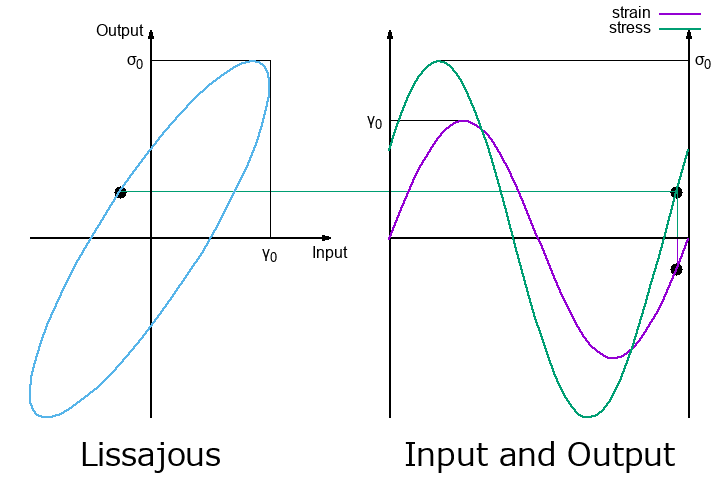 strain
stress
Output
σ0
σ0
γ0
γ0
Input
Lissajous
Input and Output